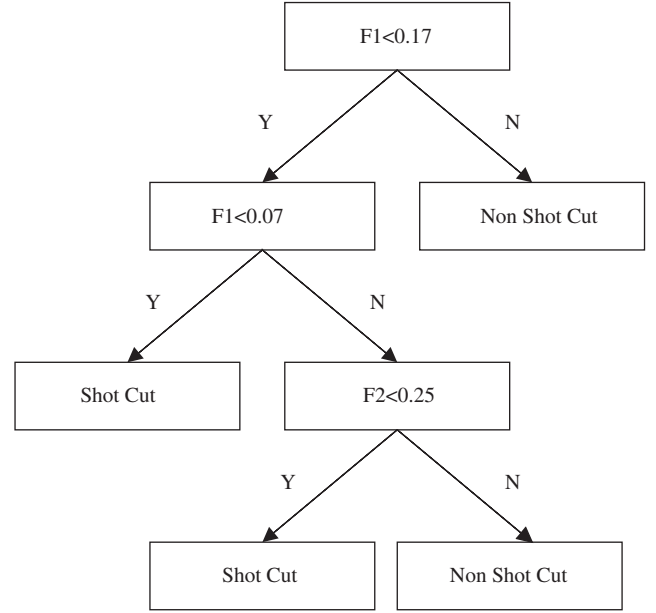 F1<0.17
Y
N
F1<0.07
Non Shot Cut
Y
N
Shot Cut
F2<0.25
Y
N
Shot Cut
Non Shot Cut